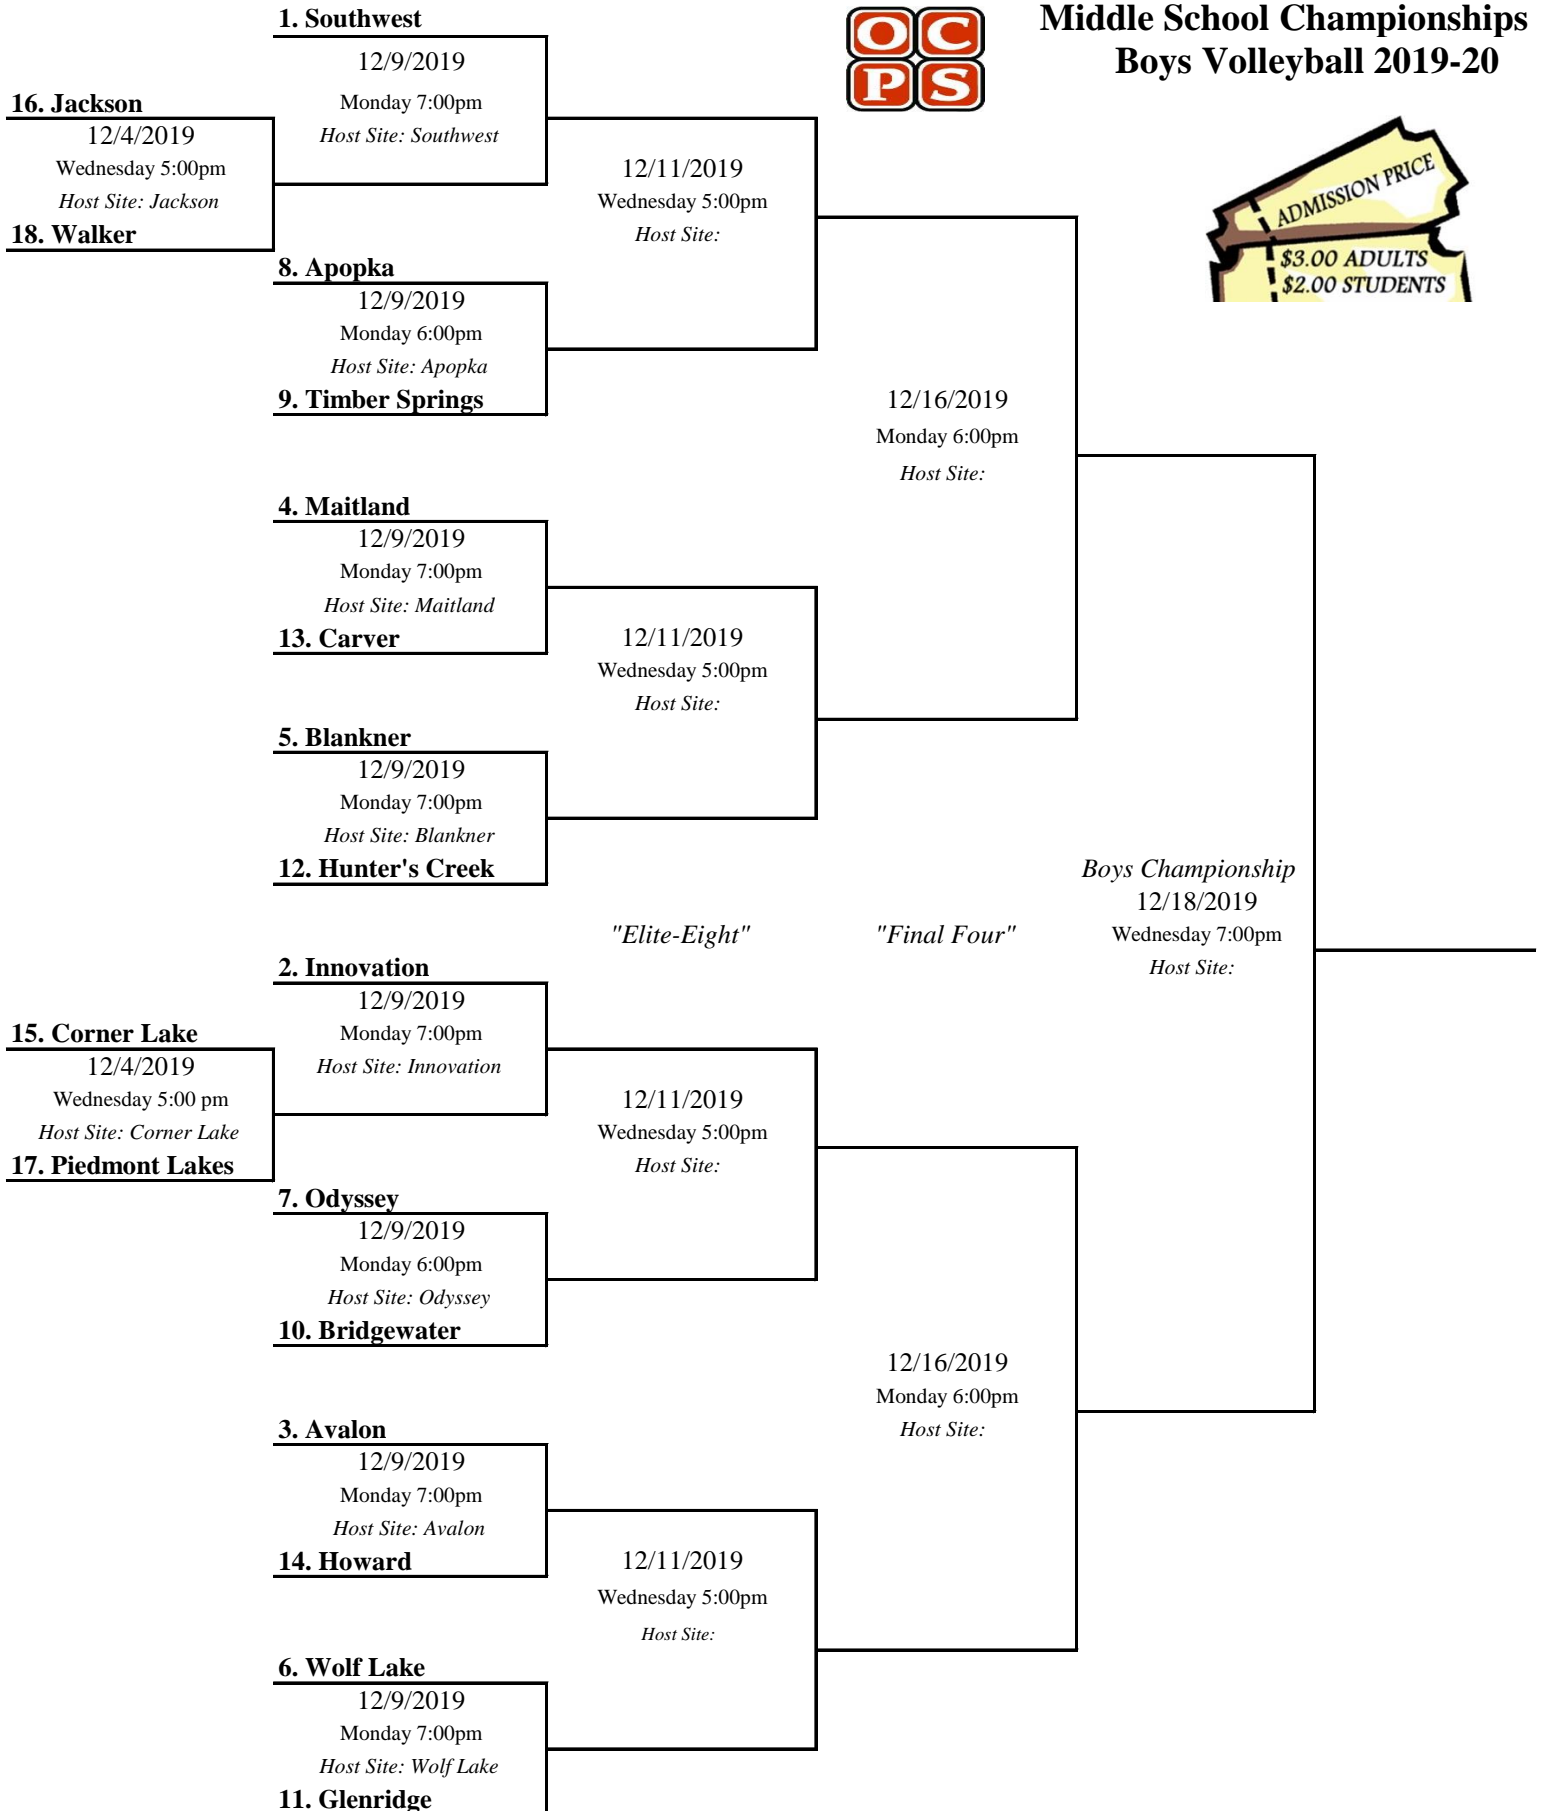 Middle School Championships
Boys Volleyball 2019-20
O C
P S
ADMISSION PRICE
$3.00 ADULTS
$2.00 STUDENTS
1. Southwest
12/9/2019
Monday 7:00pm
Host Site: Southwest
16. Jackson
12/4/2019
Wednesday 5:00pm
Host Site: Jackson
18. Walker
12/11/2019
Wednesday 5:00pm
Host Site:
8. Apopka
12/9/2019
Monday 6:00pm
Host Site: Apopka
9. Timber Springs
12/16/2019
Monday 6:00pm
Host Site:
4. Maitland
12/9/2019
Monday 7:00pm
Host Site: Maitland
13. Carver
12/11/2019
Wednesday 5:00pm
Host Site:
5. Blankner
12/9/2019
Monday 7:00pm
Host Site: Blankner
12. Hunter's Creek
"Elite-Eight"
"Final Four"
Boys Championship
12/18/2019
Wednesday 7:00pm
Host Site:
2. Innovation
12/9/2019
Monday 7:00pm
Host Site: Innovation
15. Corner Lake
12/4/2019
Wednesday 5:00 pm
Host Site: Corner Lake
17. Piedmont Lakes
12/11/2019
Wednesday 5:00pm
Host Site:
7. Odyssey
12/9/2019
Monday 6:00pm
Host Site: Odyssey
10. Bridgewater
12/16/2019
Monday 6:00pm
Host Site:
3. Avalon
12/9/2019
Monday 7:00pm
Host Site: Avalon
14. Howard
12/11/2019
Wednesday 5:00pm
Host Site:
6. Wolf Lake
12/9/2019
Monday 7:00pm
Host Site: Wolf Lake
11. Glenridge